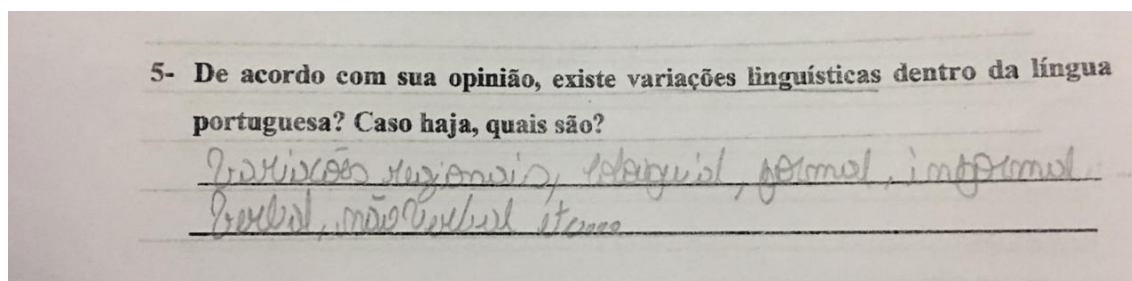 5- De acordo com sua opinião, existe variações linguísticas dentro da língua
portuguesa? Caso haja, quais são?
Variações regionais, coloquial, formal, informal
Verbal, não verbal etc...